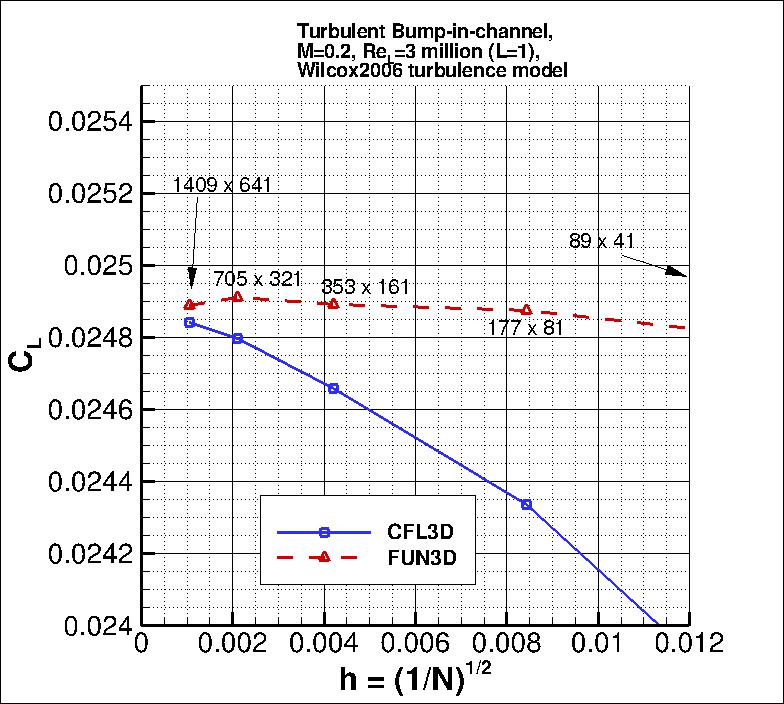 Turbulent Bump-in-channel,
M=0.2, Re_L=3 million (L=1),
Wilcox2006 turbulence model
0.0254
0.0252
0.025
0.0248
0.0246
0.0244
0.0242
0.024
C_L
1409 x 641
705 x 321
353 x 161
177 x 81
89 x 41
CFL3D
FUN3D
0 0.002 0.004 0.006 0.008 0.01 0.012
h = (1/N)^1/2